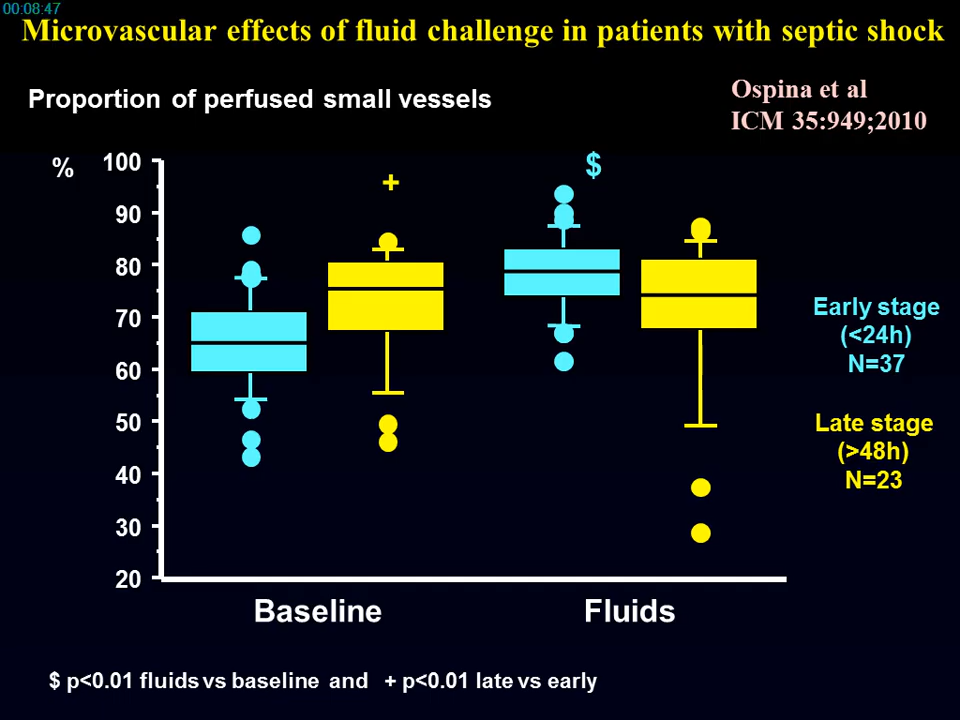 00:08:47
Microvascular effects of fluid challenge in patients with septic shock
Proportion of perfused small vessels
Ospina et al
ICM 35:949;2010
%
100
90
80
70
60
50
40
30
20
+
$
Early stage
(<24h)
N=37
Late stage
(>48h)
N=23
Baseline
Fluids
$ p<0.01 fluids vs baseline and + p<0.01 late vs early